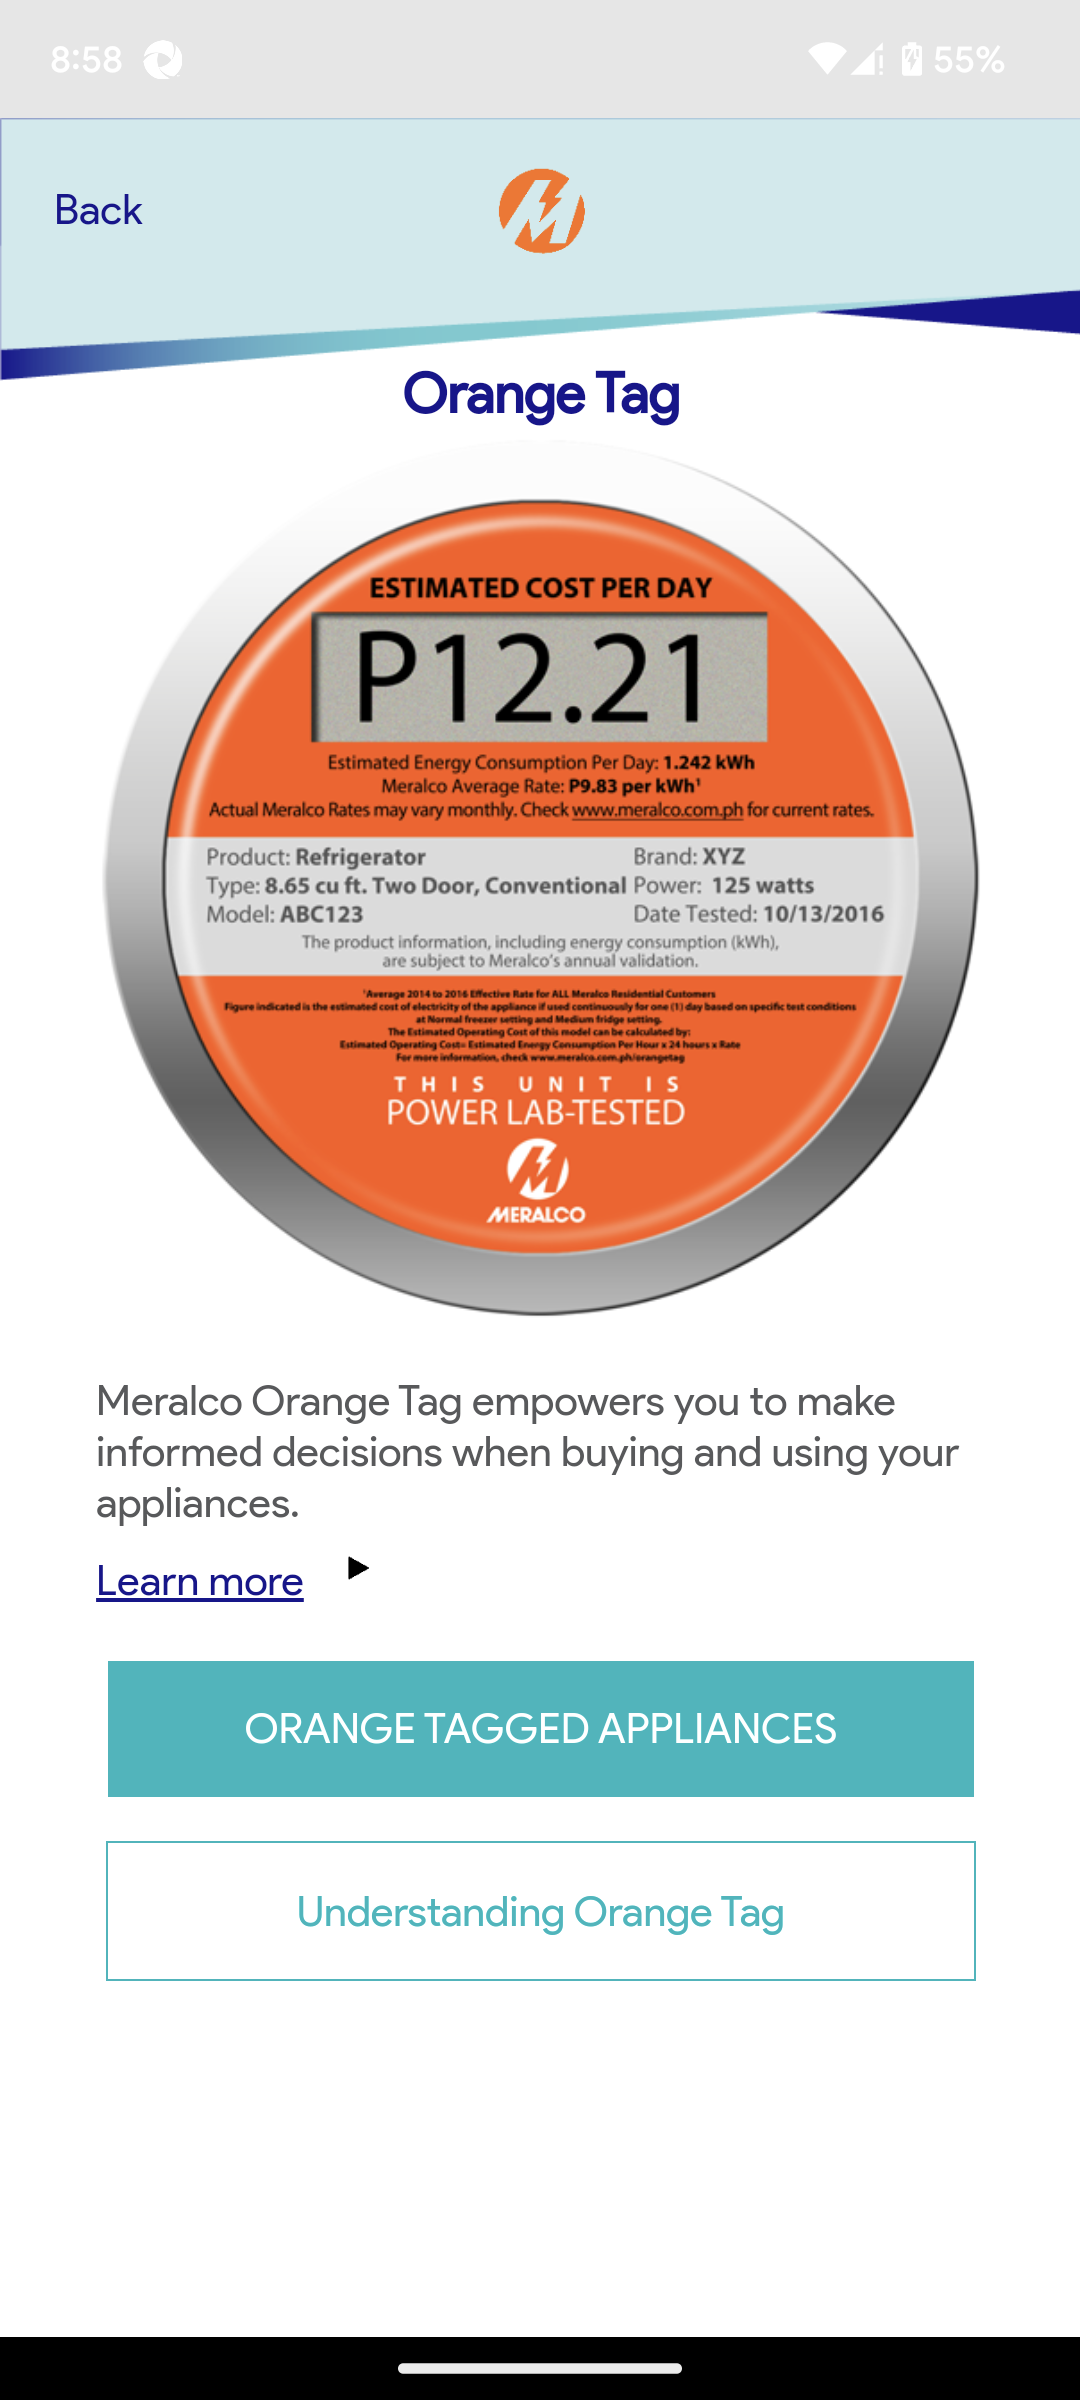 8:58
55%
Back
Orange Tag
ESTIMATED COST PER DAY
P12.21
Estimated Energy Consumption Per Day: 1.242 kWh
Meralco Average Rate: P9.83 per kWh¹
Actual Meralco Rates may vary monthly. Check www.meralco.com.ph for current rates.
Product: Refrigerator Brand: XYZ
Type: 8.65 cu ft. Two Door, Conventional Power: 125 watts
Model: ABC123 Date Tested: 10/13/2016
The product information, including energy consumption (kWh),
are subject to Meralco's annual validation.
¹Average 2014 to 2016 Effective Rate for ALL Meralco Residential Customers
Figure indicated is the estimated cost of electricity of the appliance if used continuously for one (1) day based on specific test conditions
at Normal freezer setting and Medium fridge setting.
The Estimated Operating Cost of this model can be calculated by:
Estimated Operating Cost= Estimated Energy Consumption Per Hour x 24 hours x Rate
For more information, check www.meralco.com.ph/orangetag
THIS UNIT IS
POWER LAB-TESTED
MERALCO
Meralco Orange Tag empowers you to make
informed decisions when buying and using your
appliances.
Learn more
ORANGE TAGGED APPLIANCES
Understanding Orange Tag